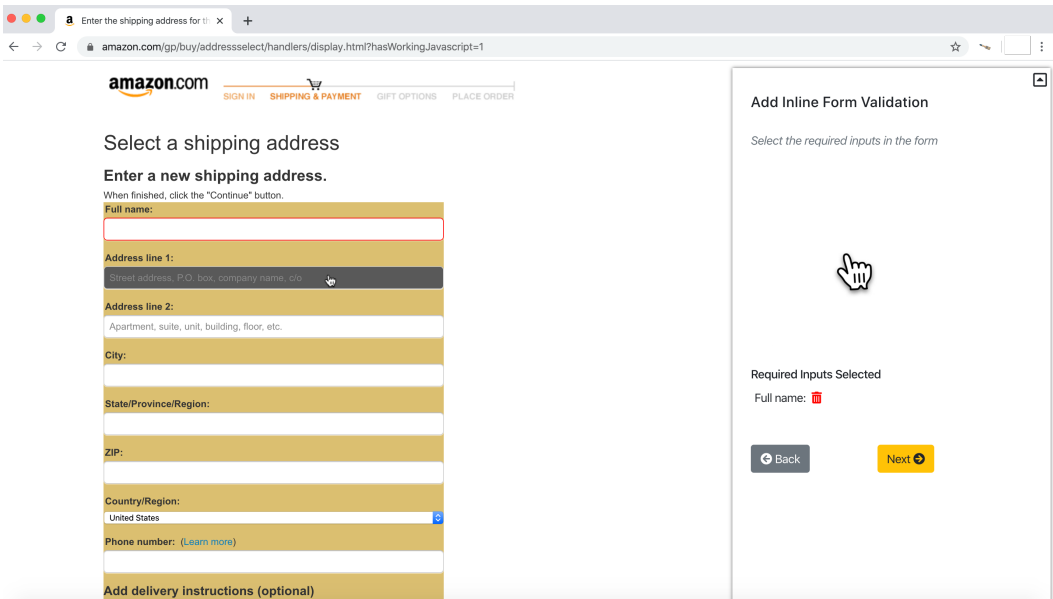 a Enter the shipping address for th × +
amazon.com/gp/buy/addressselect/handlers/display.html?hasWorkingJavascript=1
amazon.com
SIGN IN SHIPPING & PAYMENT GIFT OPTIONS PLACE ORDER
Select a shipping address
Enter a new shipping address.
When finished, click the "Continue" button.
Full name:
Address line 1:
Street address, P.O. box, company name, c/o
Address line 2:
Apartment, suite, unit, building, floor, etc.
City:
State/Province/Region:
ZIP:
Country/Region:
United States
Phone number: (Learn more)
Add delivery instructions (optional)
Add Inline Form Validation
Select the required inputs in the form
Required Inputs Selected
Full name:
Back Next